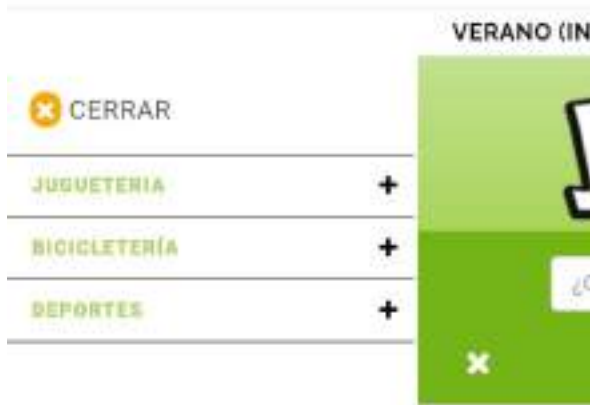 VERANO (IN
CERRAR
JUGUETERIA
BICICLETERÍA
DEPORTES